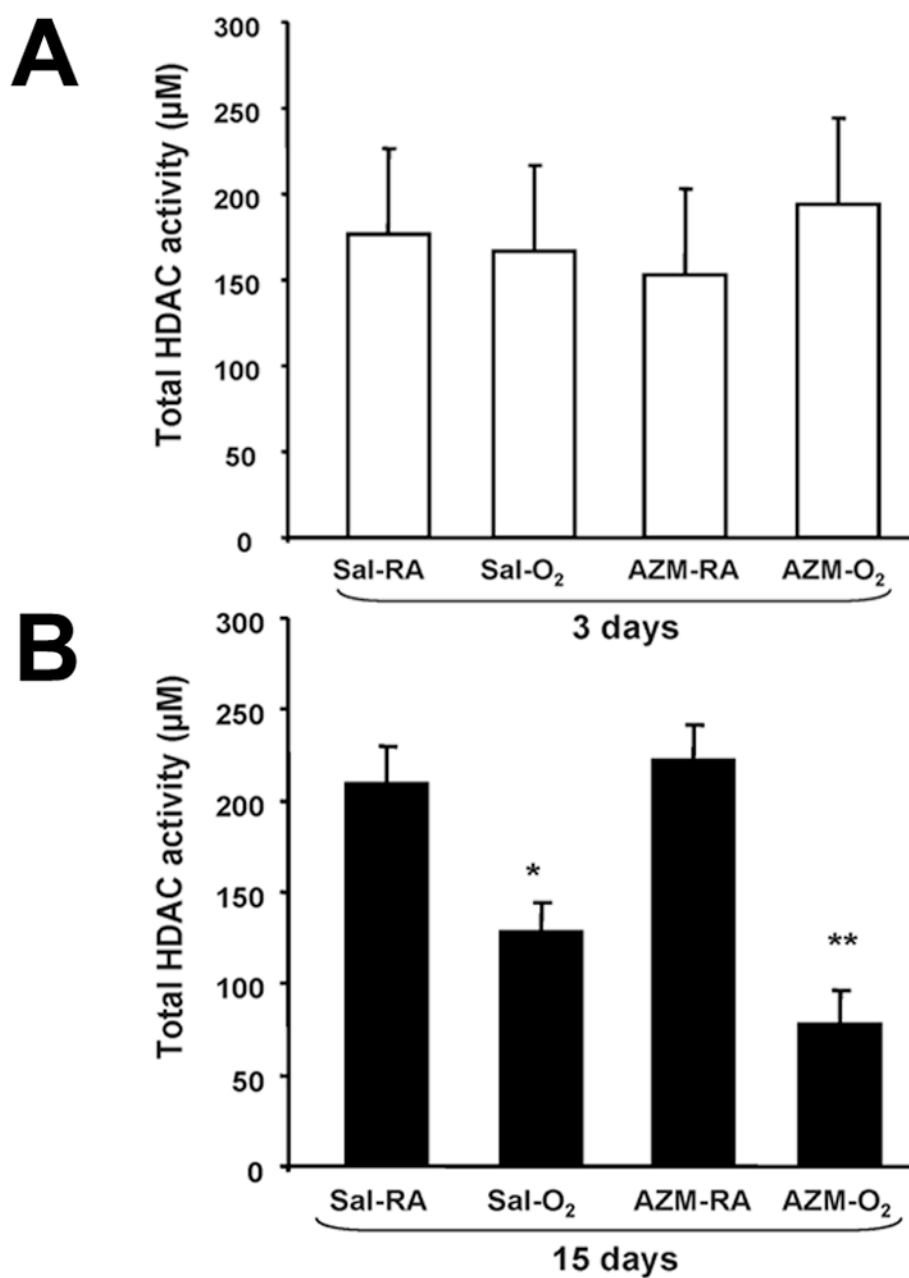 A
Total HDAC activity (µM)
300
250
200
150
100
50
0
Sal-RA Sal-O₂ AZM-RA AZM-O₂
3 days
B
Total HDAC activity (µM)
300
250
200
150
100
50
0
*
**
Sal-RA Sal-O₂ AZM-RA AZM-O₂
15 days